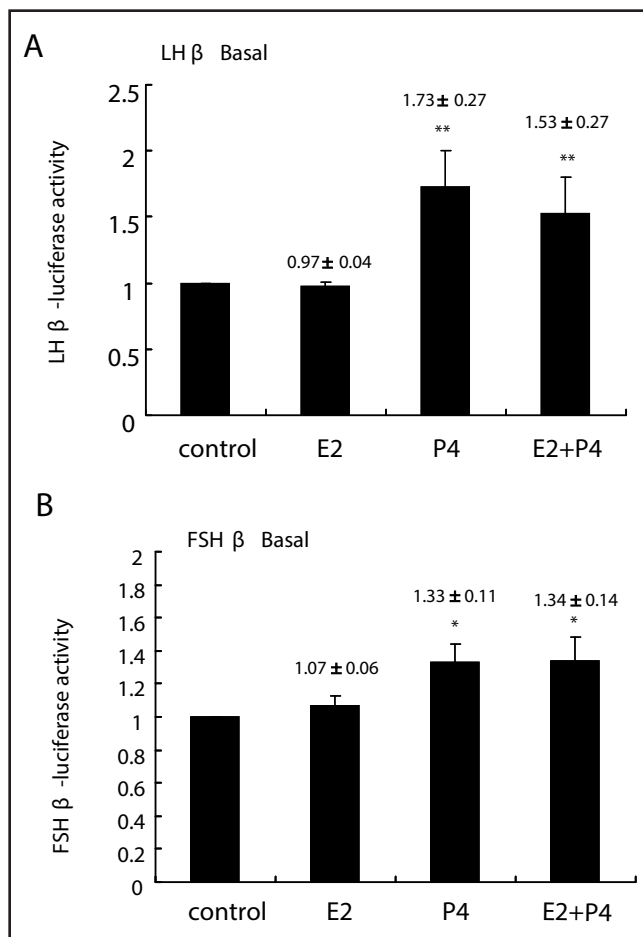 A
LH β Basal
LH β -luciferase activity
2.5
2
1.5
1
0.5
0
0.97 ± 0.04
1.73 ± 0.27
**
1.53 ± 0.27
**
control E2 P4 E2+P4
B
FSH β Basal
FSH β -luciferase activity
2
1.8
1.6
1.4
1.2
1
0.8
0.6
0.4
0.2
0
1.07 ± 0.06
1.33 ± 0.11
*
1.34 ± 0.14
*
control E2 P4 E2+P4